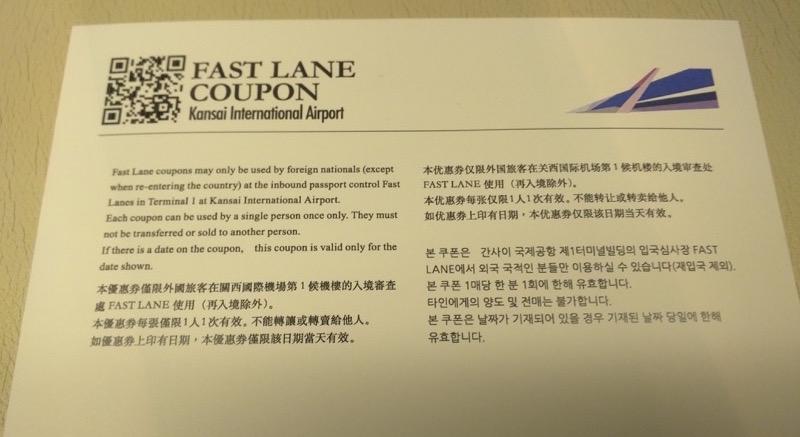 FAST LANE
COUPON
Kansai International Airport
Fast Lane coupons may only be used by foreign nationals (except
when re-entering the country) at the inbound passport control Fast
Lanes in Terminal 1 at Kansai International Airport.
Each coupon can be used by a single person once only. They must
not be transferred or sold to another person.
If there is a date on the coupon, this coupon is valid only for the
date shown.
本優惠券僅限外國旅客在關西國際機場第1候機樓的入境審查
處 FAST LANE 使用（再入境除外）。
本優惠券每張僅限1人1次有效。不能轉讓或轉賣給他人。
如優惠券上印有日期，本優惠券僅限該日期當天有效。
本优惠券仅限外国旅客在关西国际机场第1候机楼的入境审查处
FAST LANE 使用（再入境除外）。
本优惠券每张仅限1人1次有效。不能转让或转卖给他人。
如优惠券上印有日期，本优惠券仅限该日期当天有效。
본 쿠폰은 간사이 국제공항 제1터미널빌딩의 입국심사장 FAST
LANE에서 외국 국적인 분들만 이용하실 수 있습니다(재입국 제외).
본 쿠폰 1매당 한 분 1회에 한해 유효합니다.
타인에게의 양도 및 전매는 불가합니다.
본 쿠폰은 날짜가 기재되어 있을 경우 기재된 날짜 당일에 한해
유효합니다.